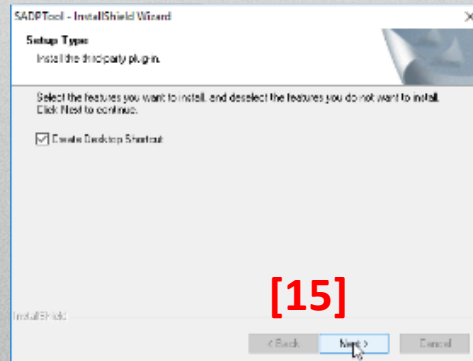 SADPTool - InstallShield Wizard
Setup Type
Install the third-party plug-in.
Select the features you want to install, and deselect the features you do not want to install.
Click Next to continue.
Create Desktop Shortcut
[15]
InstallShield
< Back Next > Cancel